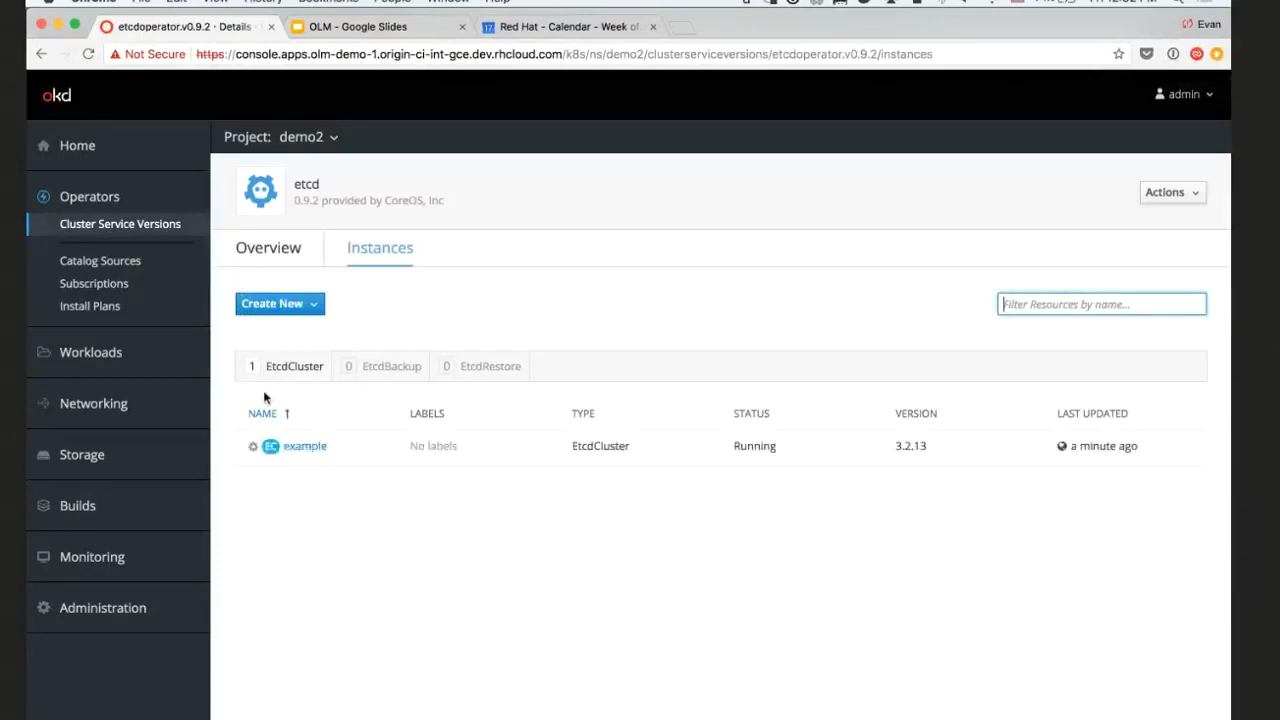 etcdoperator.v0.9.2 · Details
OLM - Google Slides
17
Red Hat - Calendar - Week of
Evan
Not Secure
https://console.apps.olm-demo-1.origin-ci-int-gce.dev.rhcloud.com/k8s/ns/demo2/clusterserviceversions/etcdoperator.v0.9.2/instances
okd
admin
Project: demo2
Home
Operators
Cluster Service Versions
Catalog Sources
Subscriptions
Install Plans
Workloads
Networking
Storage
Builds
Monitoring
Administration
etcd
0.9.2 provided by CoreOS, Inc
Actions
Overview
Instances
Create New
Filter Resources by name...
1 EtcdCluster
0 EtcdBackup
0 EtcdRestore
NAME
LABELS
TYPE
STATUS
VERSION
LAST UPDATED
EC example
No labels
EtcdCluster
Running
3.2.13
a minute ago